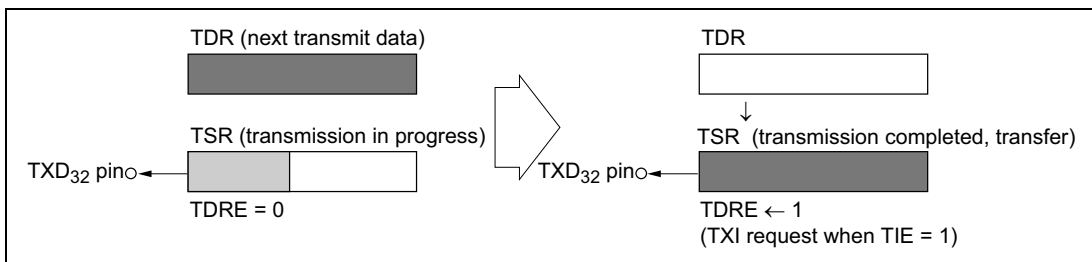 TDR (next transmit data)
TSR (transmission in progress)
TXD32 pin
TDRE = 0
TDR
↓
TSR (transmission completed, transfer)
TXD32 pin
TDRE ← 1
(TXI request when TIE = 1)